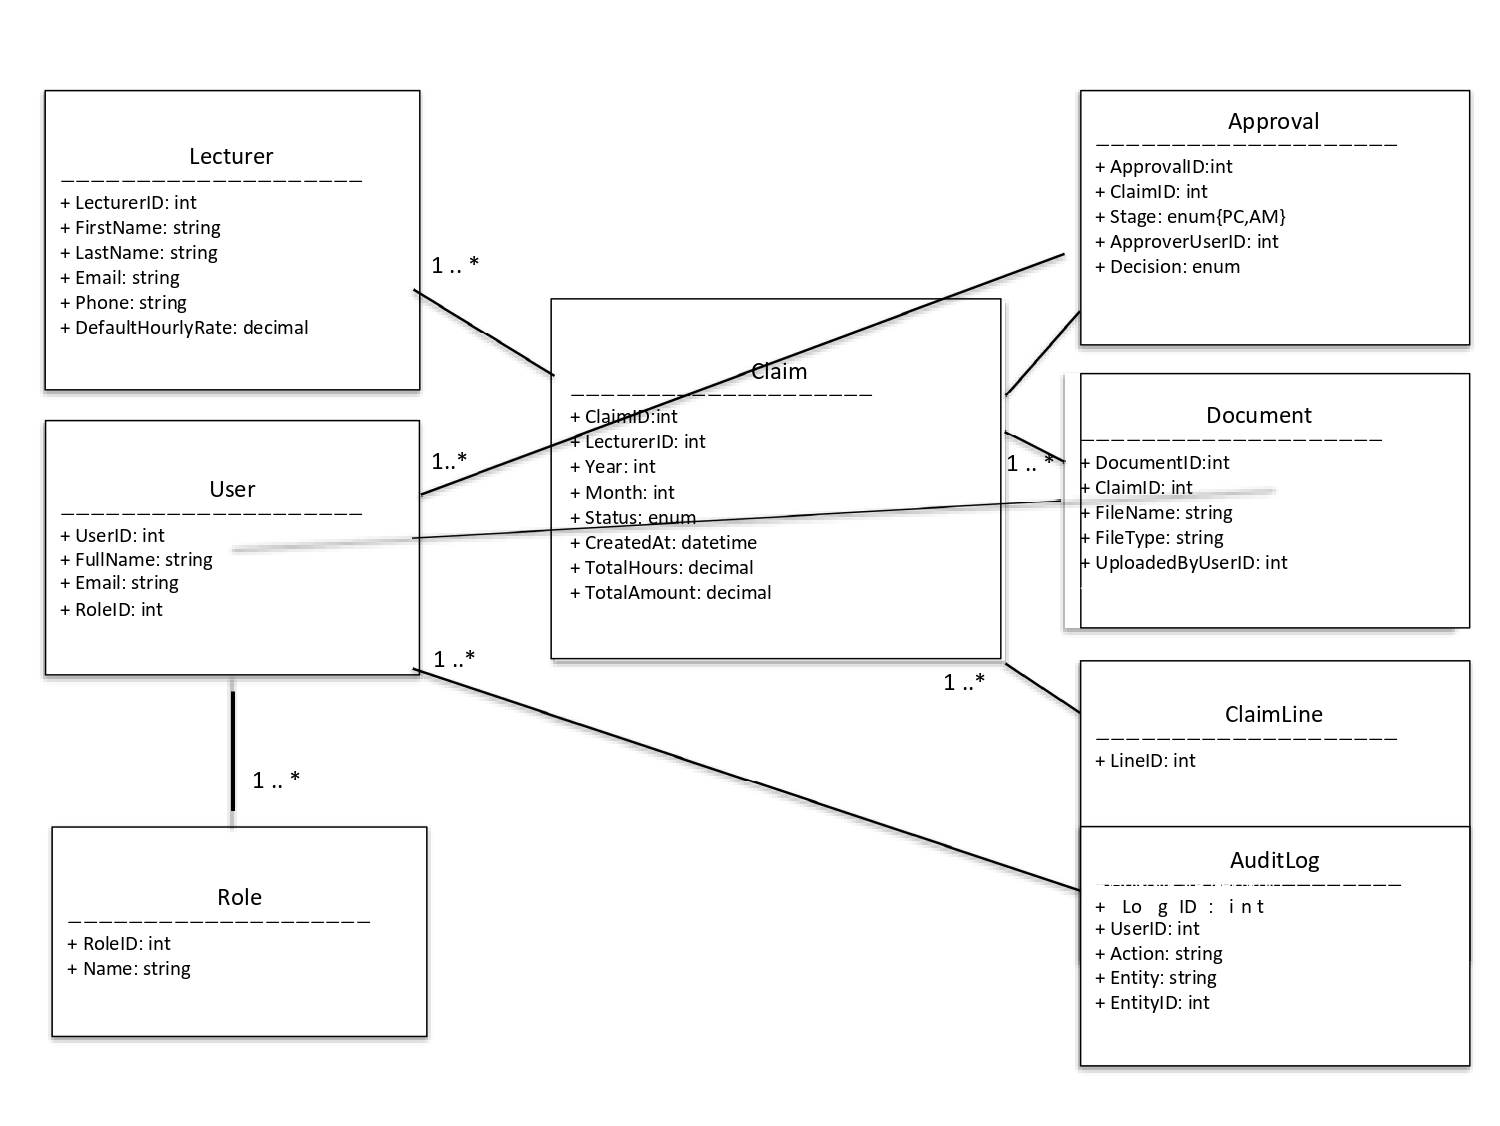 Lecturer
+ LecturerID: int
+ FirstName: string
+ LastName: string
+ Email: string
+ Phone: string
+ DefaultHourlyRate: decimal
1 .. *
User
+ UserID: int
+ FullName: string
+ Email: string
+ RoleID: int
1..*
1 ..*
1 .. *
Role
+ RoleID: int
+ Name: string
Claim
+ ClaimID:int
+ LecturerID: int
+ Year: int
+ Month: int
+ Status: enum
+ CreatedAt: datetime
+ TotalHours: decimal
+ TotalAmount: decimal
1 .. *
1 ..*
Approval
+ ApprovalID:int
+ ClaimID: int
+ Stage: enum{PC,AM}
+ ApproverUserID: int
+ Decision: enum
Document
+ DocumentID:int
+ ClaimID: int
+ FileName: string
+ FileType: string
+ UploadedByUserID: int
ClaimLine
+ LineID: int
AuditLog
+ LogID: int
+ UserID: int
+ Action: string
+ Entity: string
+ EntityID: int